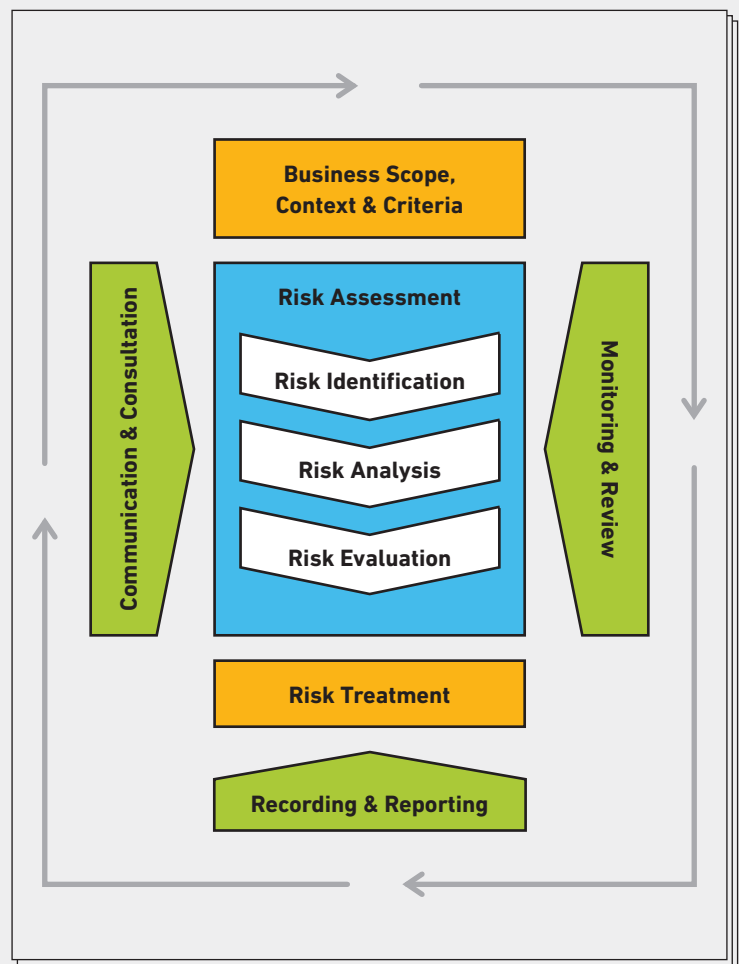 Business Scope,
Context & Criteria
Communication & Consultation
Risk Assessment
Risk Identification
Risk Analysis
Risk Evaluation
Monitoring & Review
Risk Treatment
Recording & Reporting